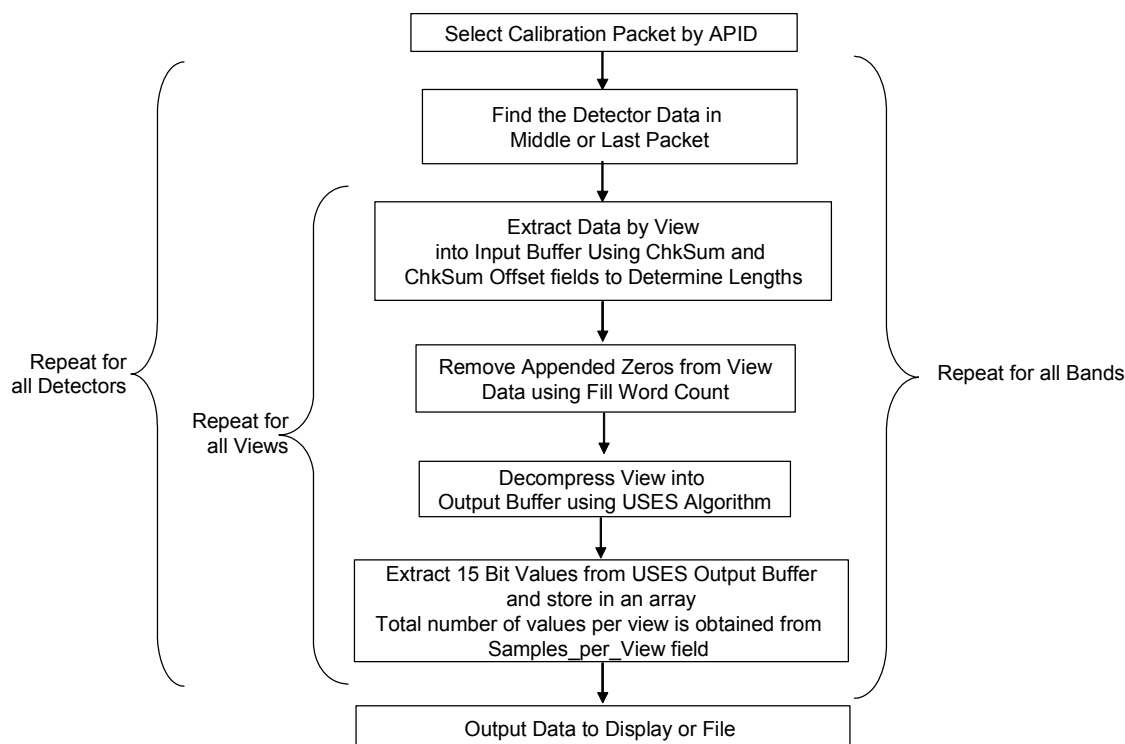 Select Calibration Packet by APID
Find the Detector Data in
Middle or Last Packet
Extract Data by View
into Input Buffer Using ChkSum and
ChkSum Offset fields to Determine Lengths
Repeat for
all Detectors
Remove Appended Zeros from View
Data using Fill Word Count
Repeat for all Bands
Repeat for
all Views
Decompress View into
Output Buffer using USES Algorithm
Extract 15 Bit Values from USES Output Buffer
and store in an array
Total number of values per view is obtained from
Samples_per_View field
Output Data to Display or File